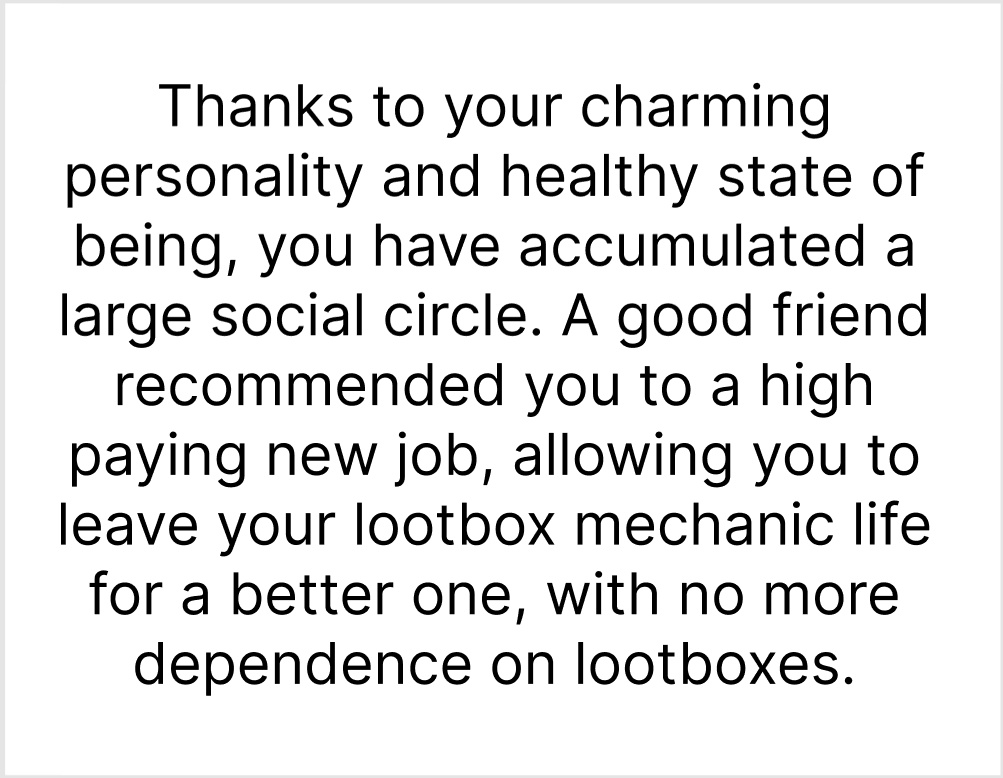 Thanks to your charming
personality and healthy state of
being, you have accumulated a
large social circle. A good friend
recommended you to a high
paying new job, allowing you to
leave your lootbox mechanic life
for a better one, with no more
dependence on lootboxes.